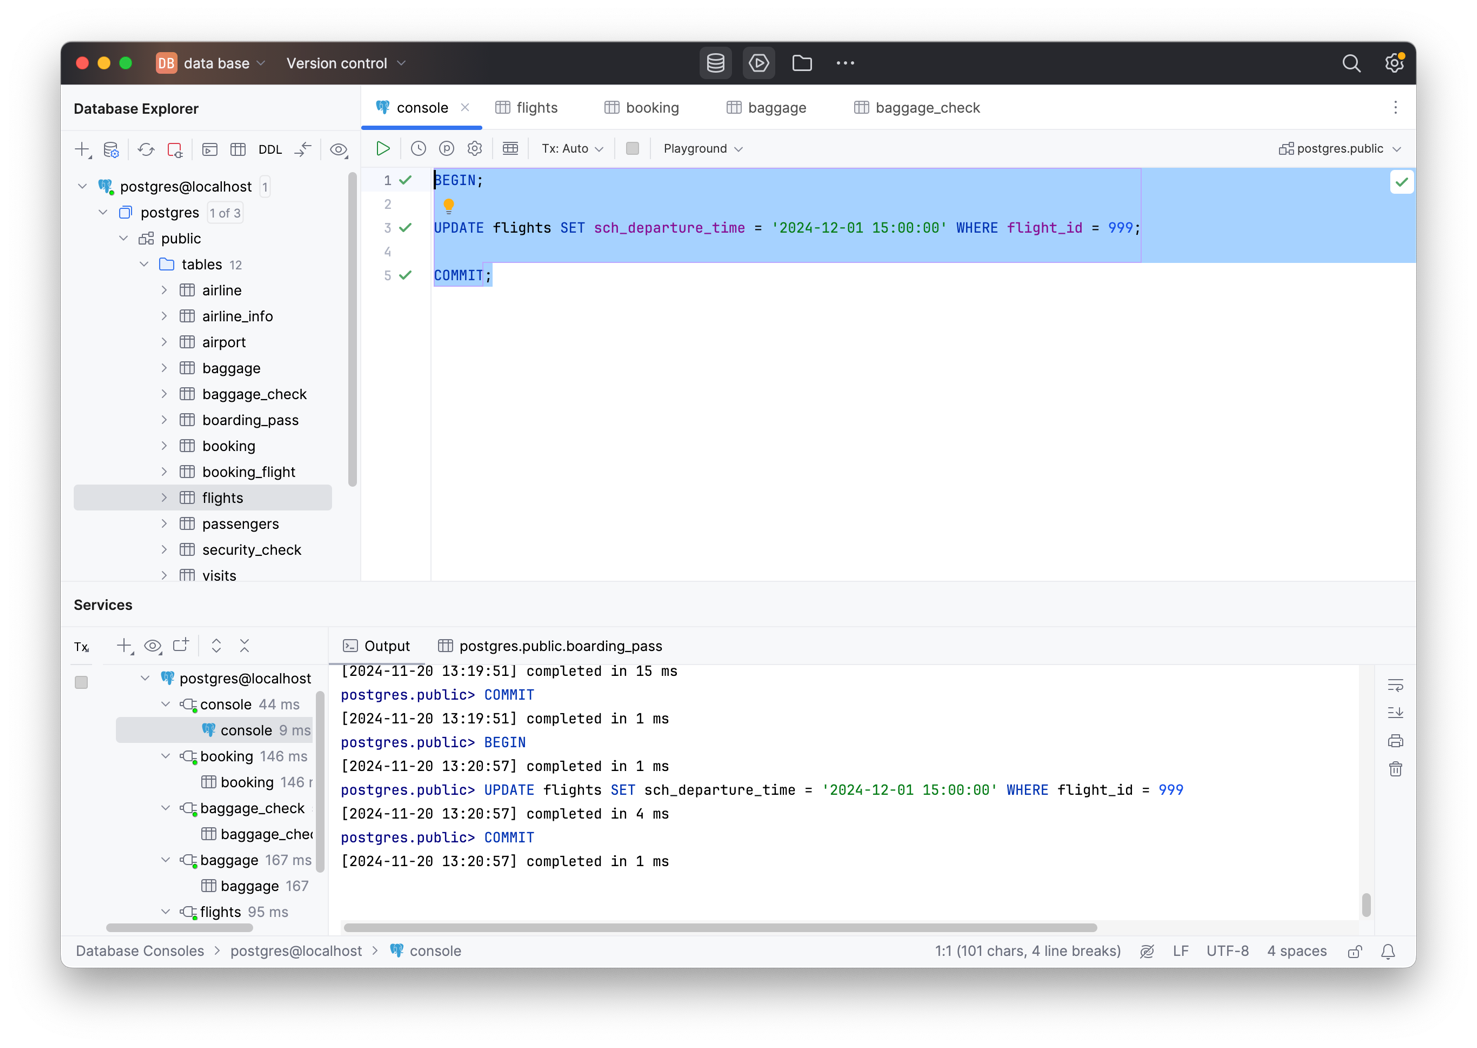 DB data base Version control
Database Explorer
console flights booking baggage baggage_check
DDL
Tx: Auto Playground postgres.public
postgres@localhost 1
postgres 1 of 3
public
tables 12
airline
airline_info
airport
baggage
baggage_check
boarding_pass
booking
booking_flight
flights
passengers
security_check
visits
1 BEGIN;
2
3 UPDATE flights SET sch_departure_time = '2024-12-01 15:00:00' WHERE flight_id = 999;
4
5 COMMIT;
Services
Tx
Output postgres.public.boarding_pass
postgres@localhost
console 44 ms
console 9 ms
booking 146 ms
booking 146
baggage_check
baggage_chec
baggage 167 ms
baggage 167
flights 95 ms
[2024-11-20 13:19:51] completed in 15 ms
postgres.public> COMMIT
[2024-11-20 13:19:51] completed in 1 ms
postgres.public> BEGIN
[2024-11-20 13:20:57] completed in 1 ms
postgres.public> UPDATE flights SET sch_departure_time = '2024-12-01 15:00:00' WHERE flight_id = 999
[2024-11-20 13:20:57] completed in 4 ms
postgres.public> COMMIT
[2024-11-20 13:20:57] completed in 1 ms
Database Consoles > postgres@localhost > console
1:1 (101 chars, 4 line breaks) LF UTF-8 4 spaces